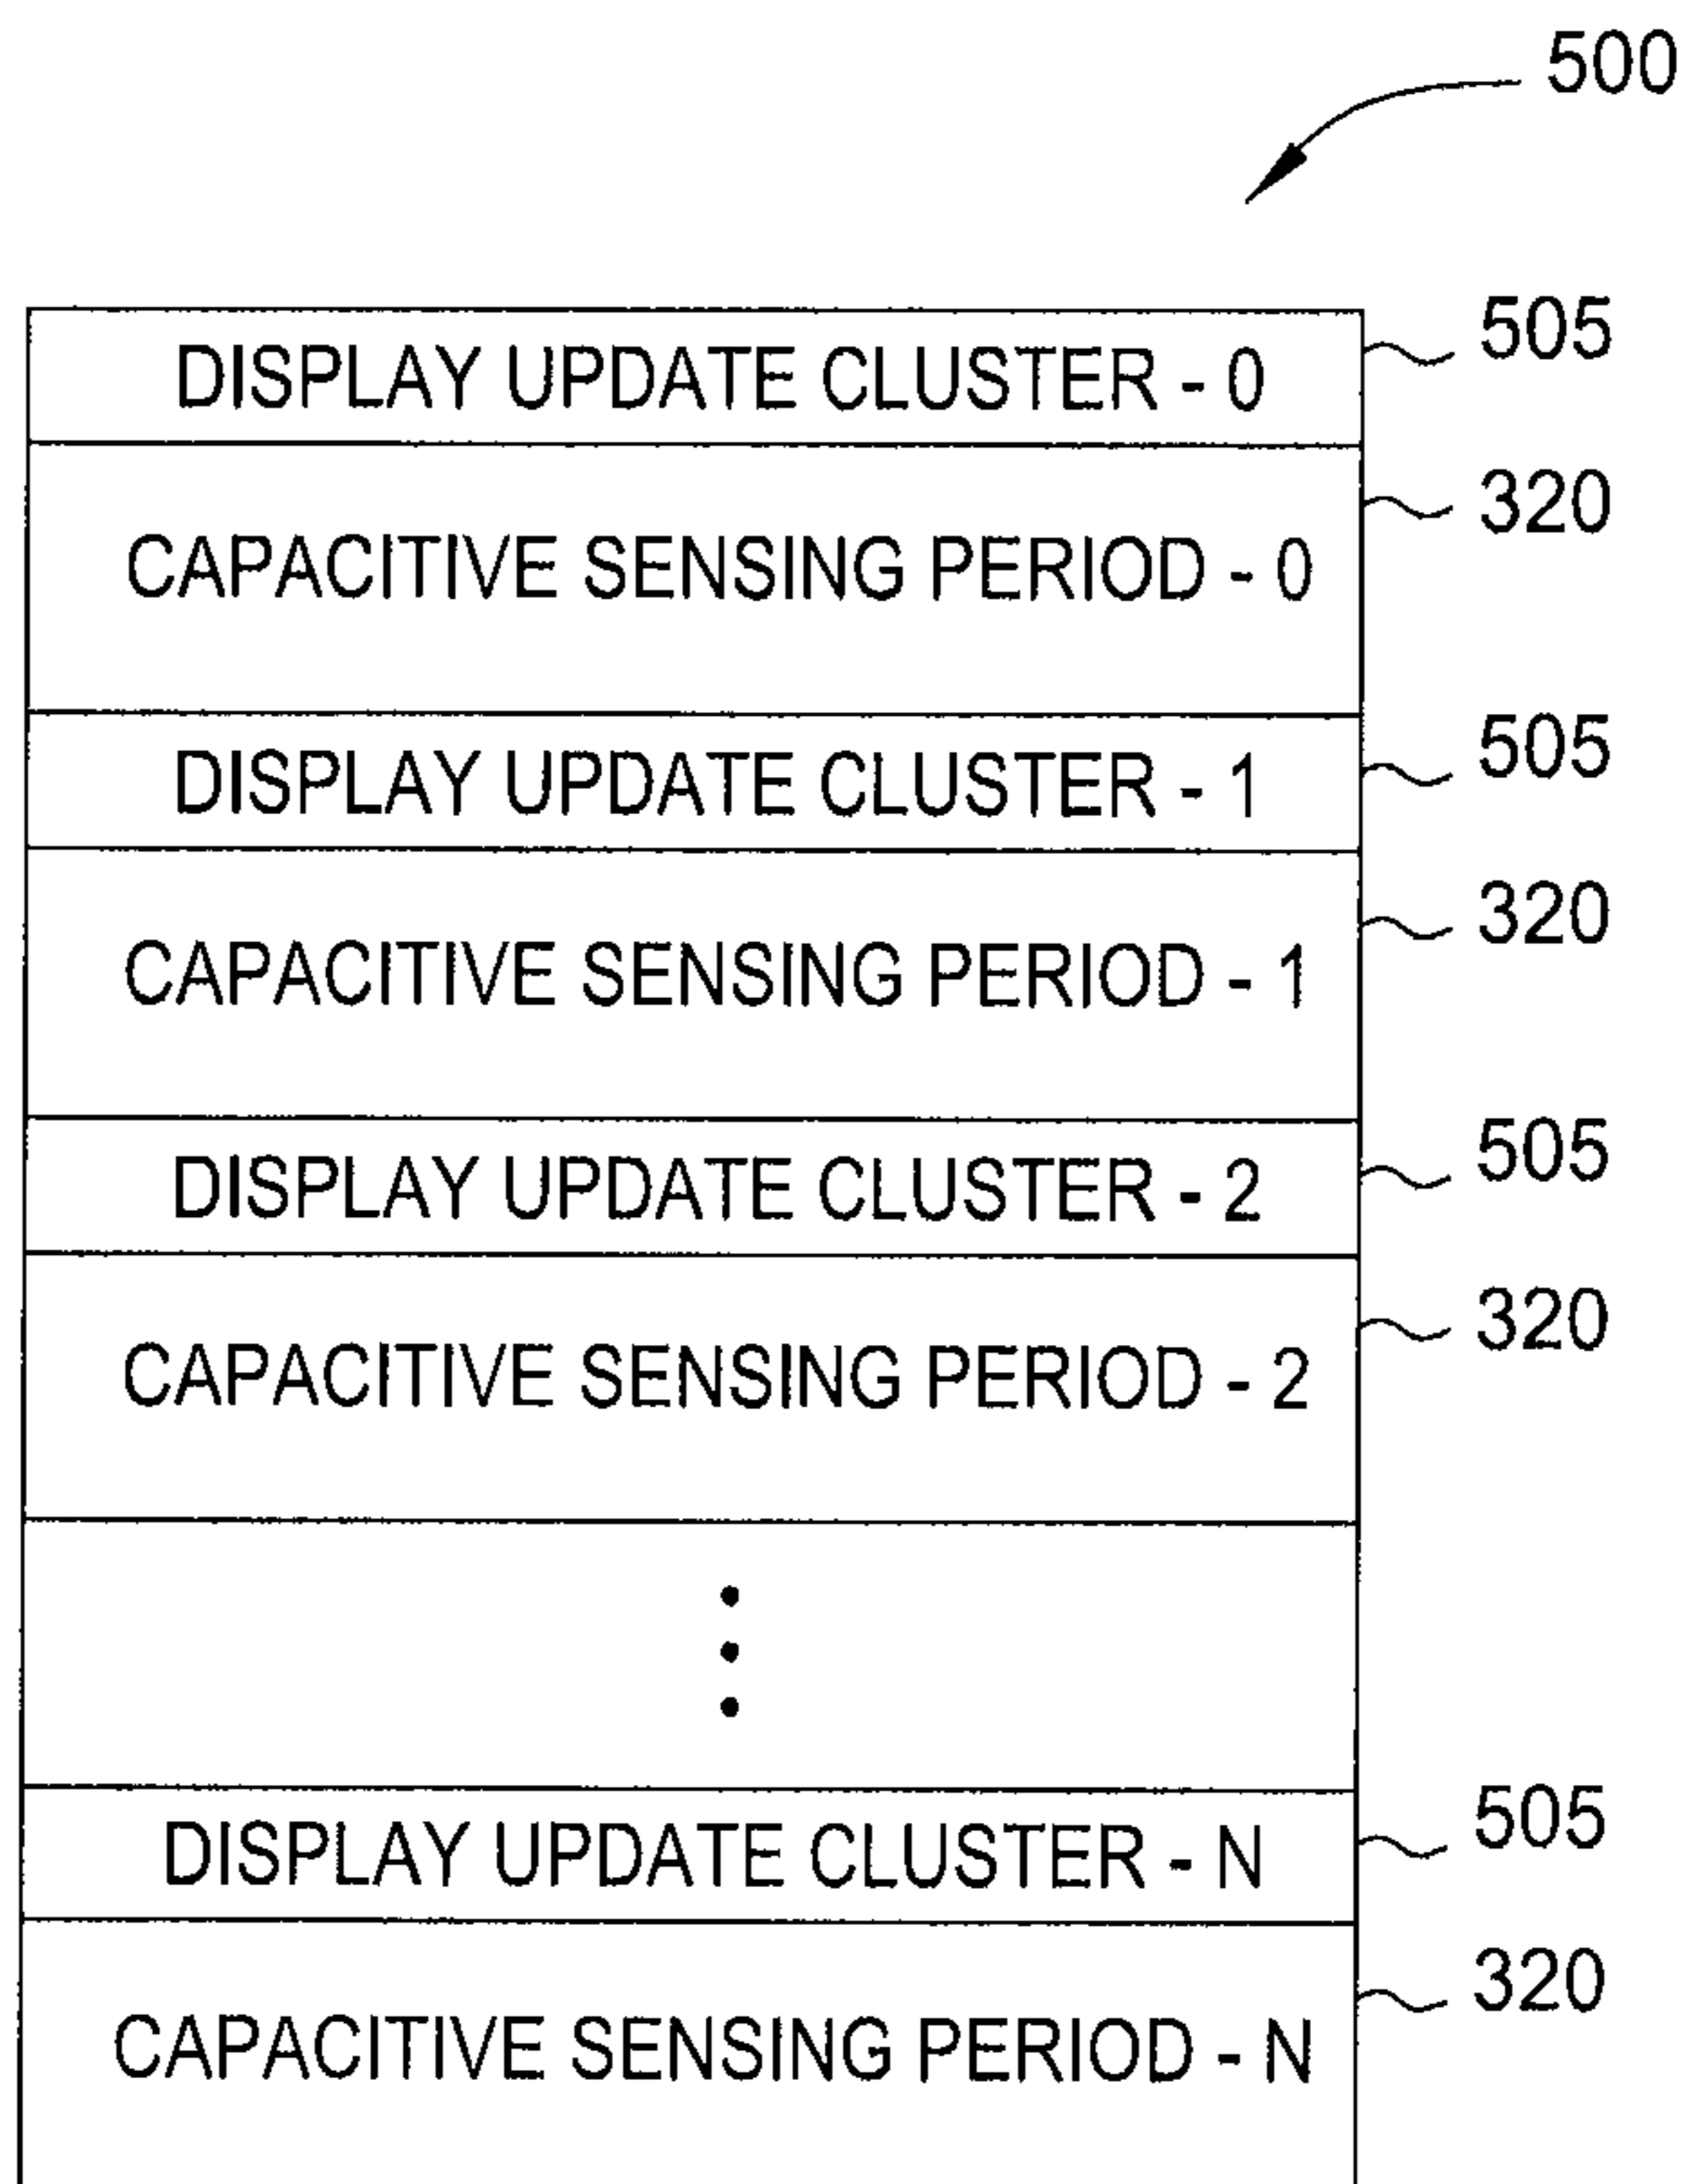 500
DISPLAY UPDATE CLUSTER - 0 505
CAPACITIVE SENSING PERIOD - 0 320
DISPLAY UPDATE CLUSTER - 1 505
CAPACITIVE SENSING PERIOD - 1 320
DISPLAY UPDATE CLUSTER - 2 505
CAPACITIVE SENSING PERIOD - 2 320
DISPLAY UPDATE CLUSTER - N 505
CAPACITIVE SENSING PERIOD - N 320